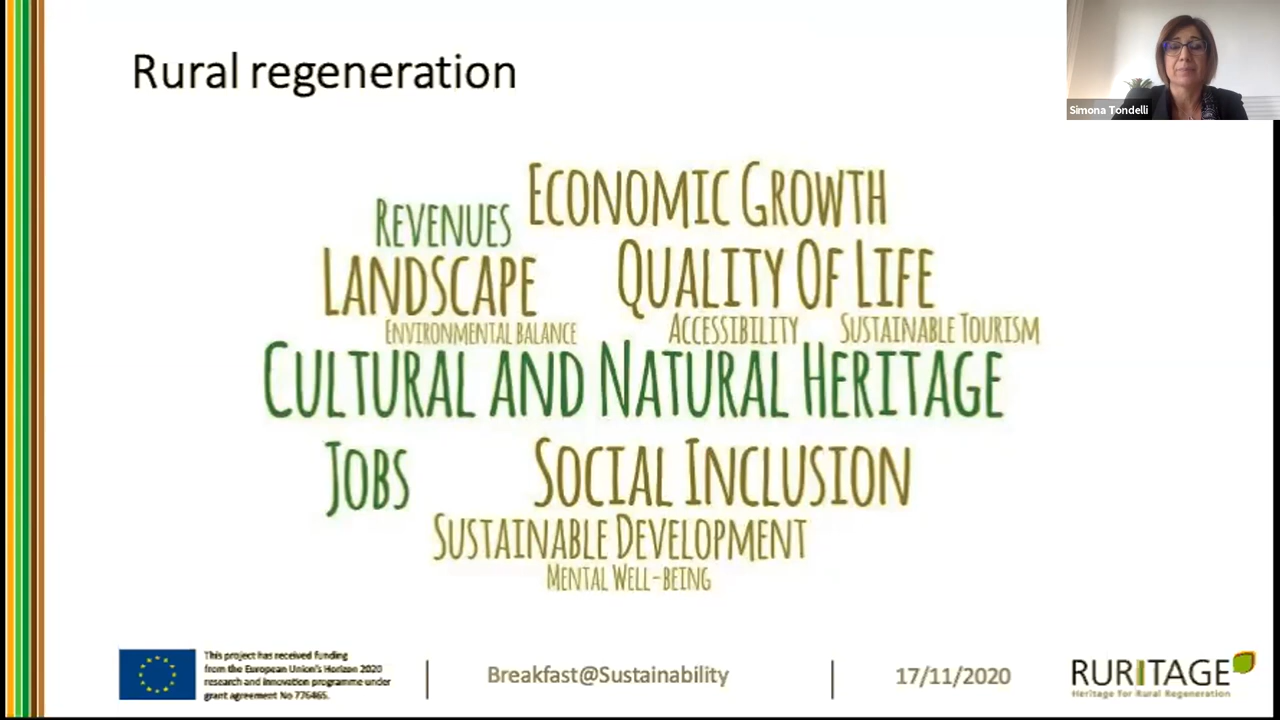 Rural regeneration
Simona Tondelli
ECONOMIC GROWTH
REVENUES
LANDSCAPE
QUALITY OF LIFE
ENVIRONMENTAL BALANCE
ACCESSIBILITY
SUSTAINABLE TOURISM
CULTURAL AND NATURAL HERITAGE
JOBS
SOCIAL INCLUSION
SUSTAINABLE DEVELOPMENT
MENTAL WELL-BEING
This project has received funding
from the European Union's Horizon 2020
research and innovation programme under
grant agreement No 776465.
Breakfast@Sustainability
17/11/2020
RURITAGE
Heritage for Rural Regeneration